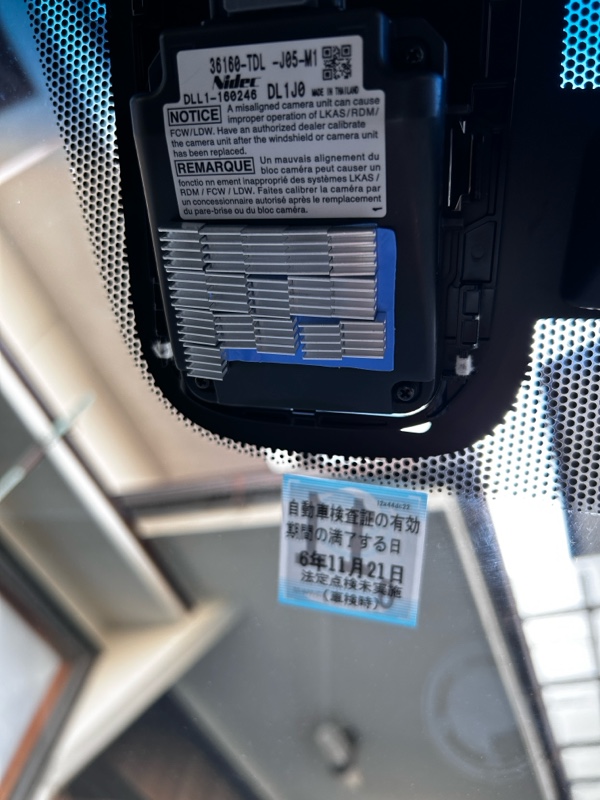 36160-TDL -J05-M1
Nidec
MADE IN THAILAND
DLL1-160246 DL1J0
NOTICE A misaligned camera unit can cause
improper operation of LKAS/RDM/
FCW/LDW. Have an authorized dealer calibrate
the camera unit after the windshield or camera unit
has been replaced.
REMARQUE Un mauvais alignement du
bloc caméra peut causer un
fonctio nn ement inapproprié des systèmes LKAS /
RDM / FCW / LDW. Faites calibrer la caméra par
un concessionnaire autorisé après le remplacement
du pare-brise ou du bloc caméra.
自動車検査証の有効
期間の満了する日
6年11月21日
法定点検未実施
(車検時)